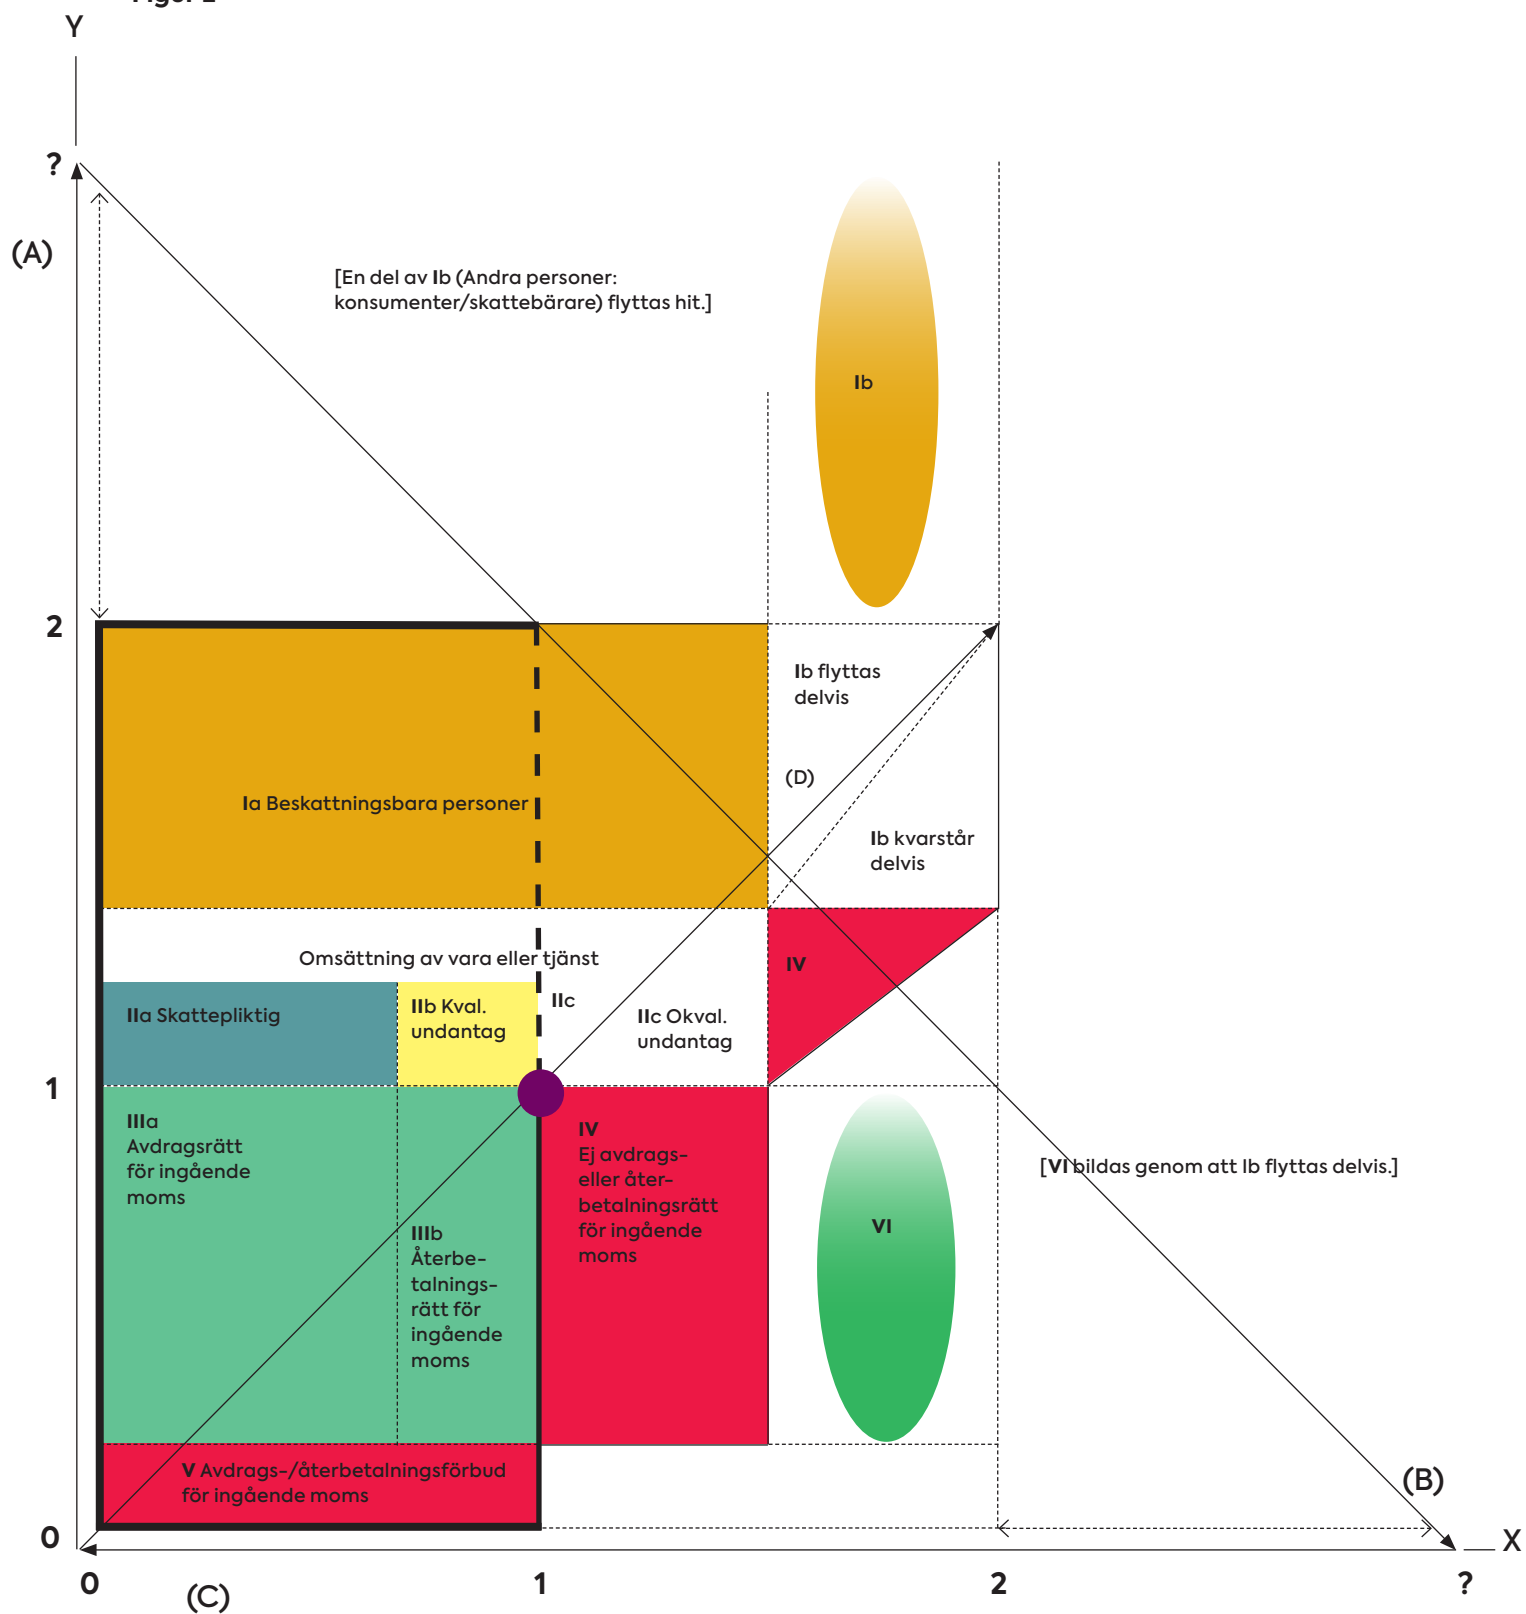 Figur 2
Y
?
(A)
[En del av Ib (Andra personer:
konsumenter/skattebärare) flyttas hit.]
Ib
2
Ib flyttas
delvis
(D)
Ia Beskattningsbara personer
Ib kvarstår
delvis
Omsättning av vara eller tjänst
IV
IIa Skattepliktig
IIb Kval.
undantag
IIc
IIc Okval.
undantag
1
IIIa
Avdragsrätt
för ingående
moms
IV
Ej avdrags-
eller åter-
betalningsrätt
för ingående
moms
[VI bildas genom att Ib flyttas delvis.]
IIIb
Återbe-
talnings-
rätt för
ingående
moms
VI
V Avdrags-/återbetalningsförbud
för ingående moms
(B)
0
X
0
(C)
1
2
?